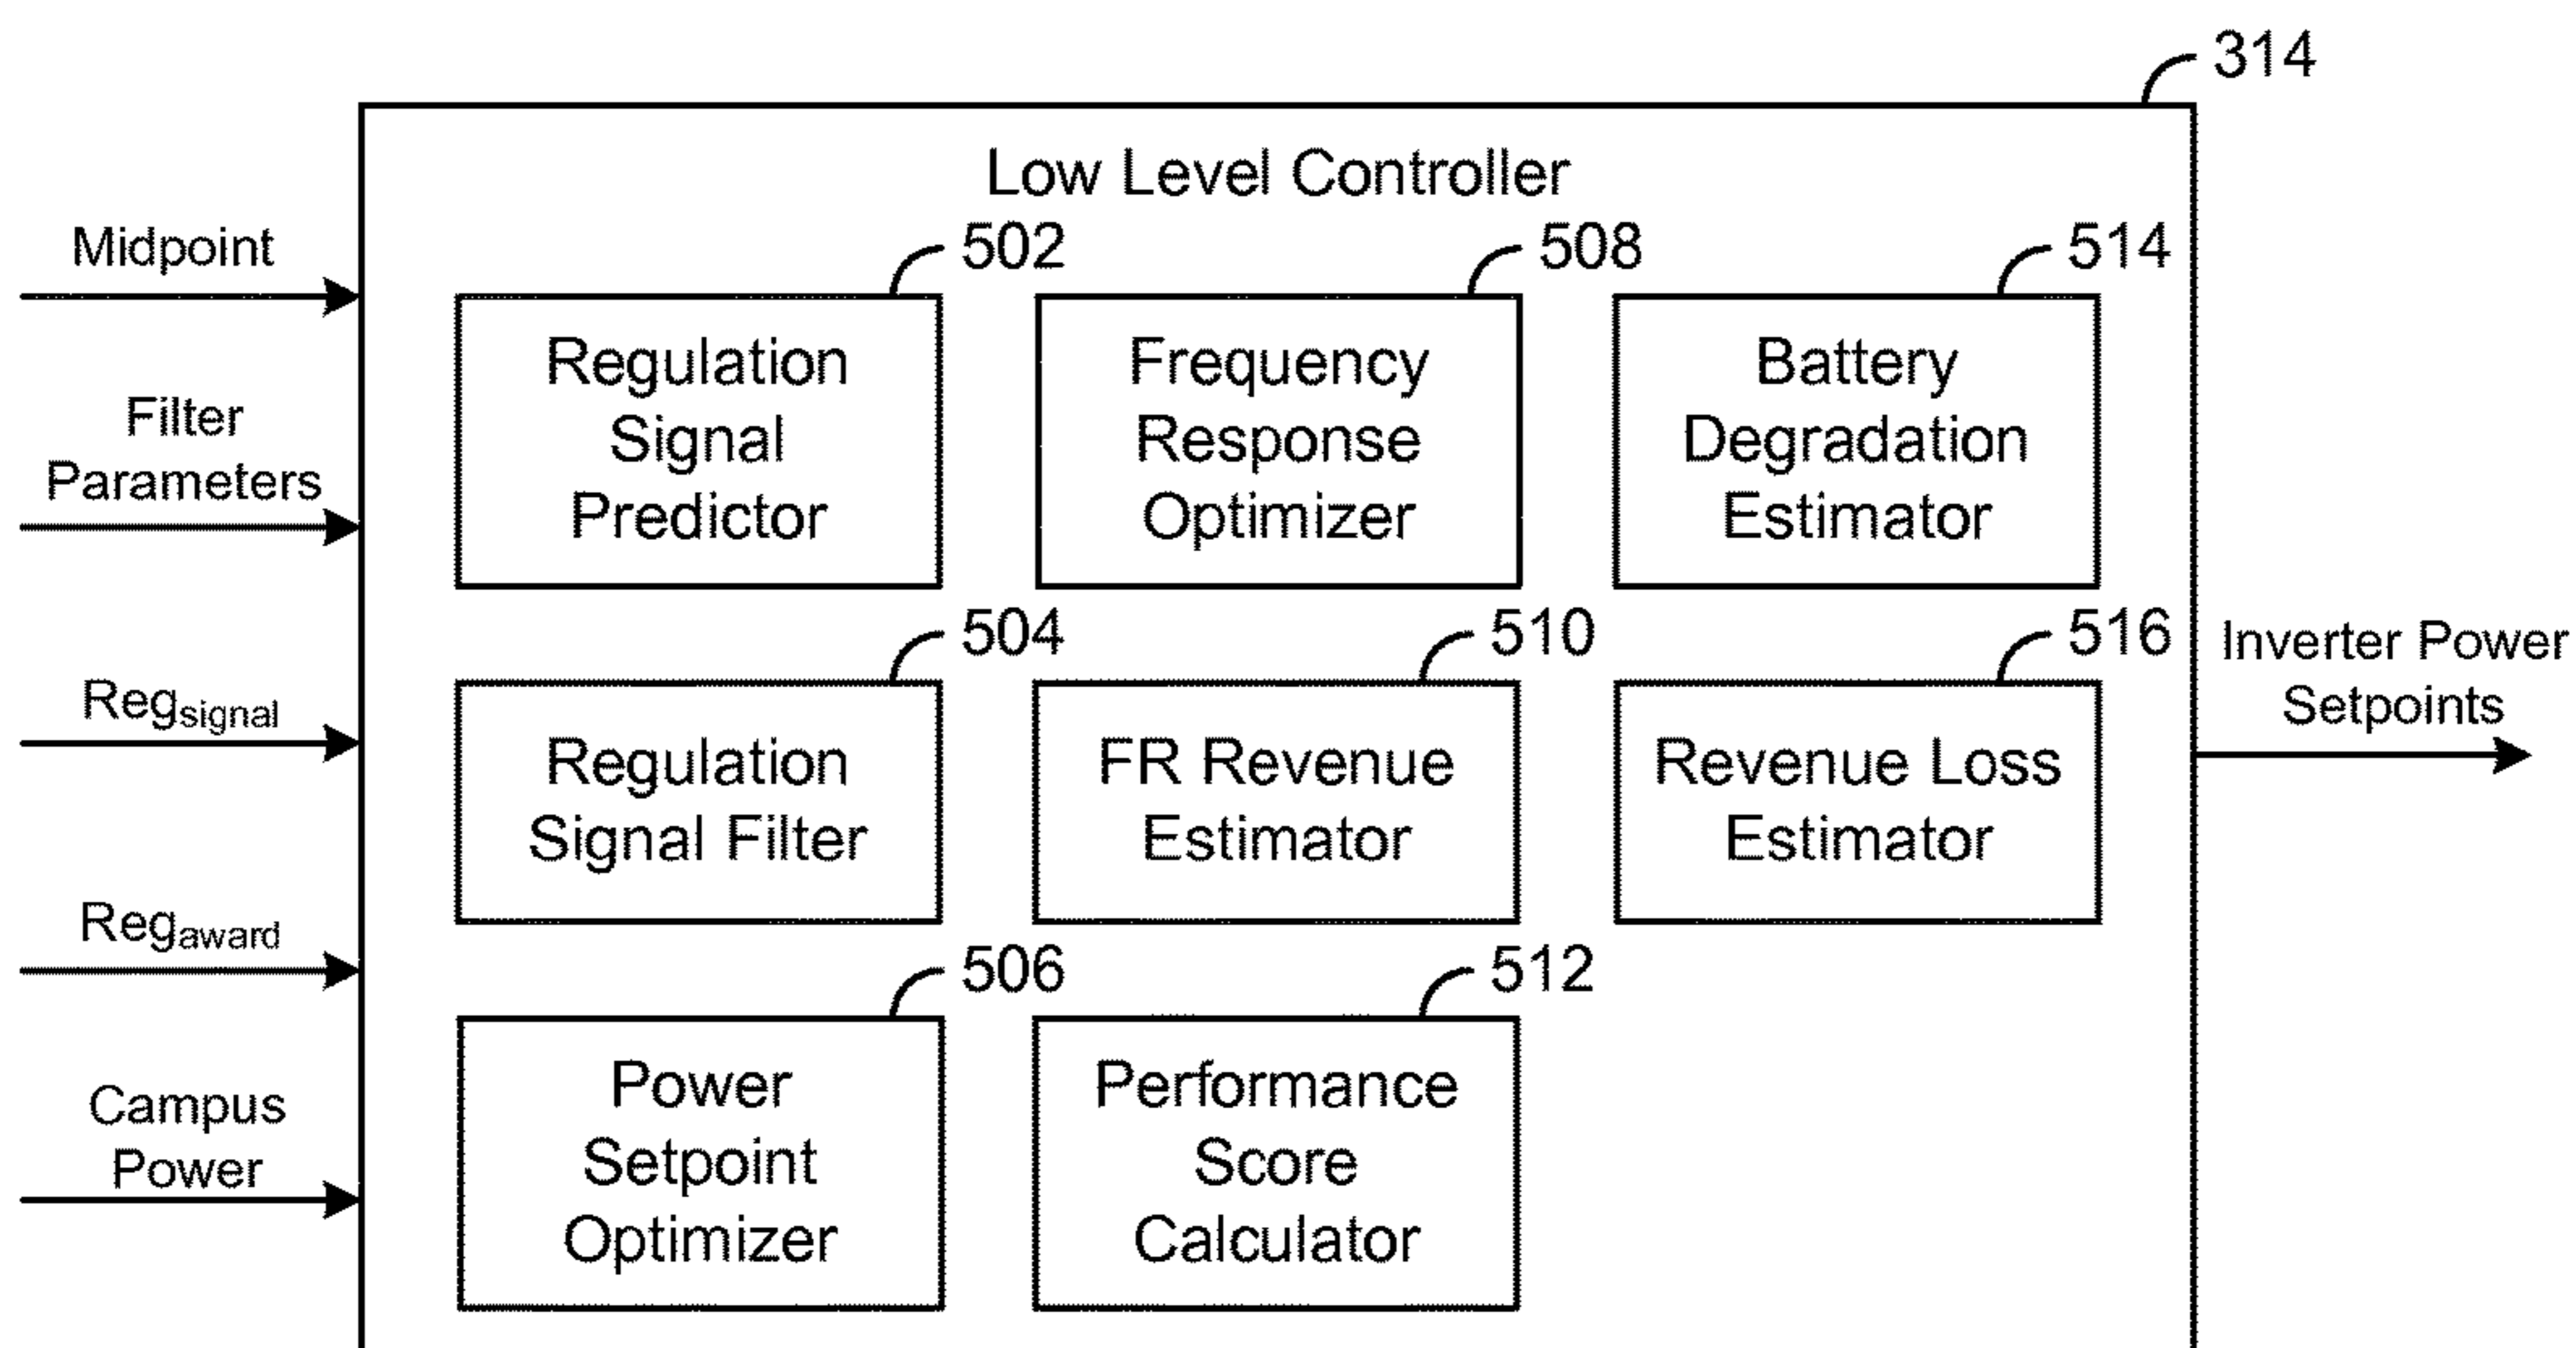 314
Low Level Controller
Midpoint
Filter
Parameters
Reg_signal
Reg_award
Campus
Power
502
Regulation
Signal
Predictor
508
Frequency
Response
Optimizer
514
Battery
Degradation
Estimator
504
Regulation
Signal Filter
510
FR Revenue
Estimator
516
Revenue Loss
Estimator
506
Power
Setpoint
Optimizer
512
Performance
Score
Calculator
Inverter Power
Setpoints